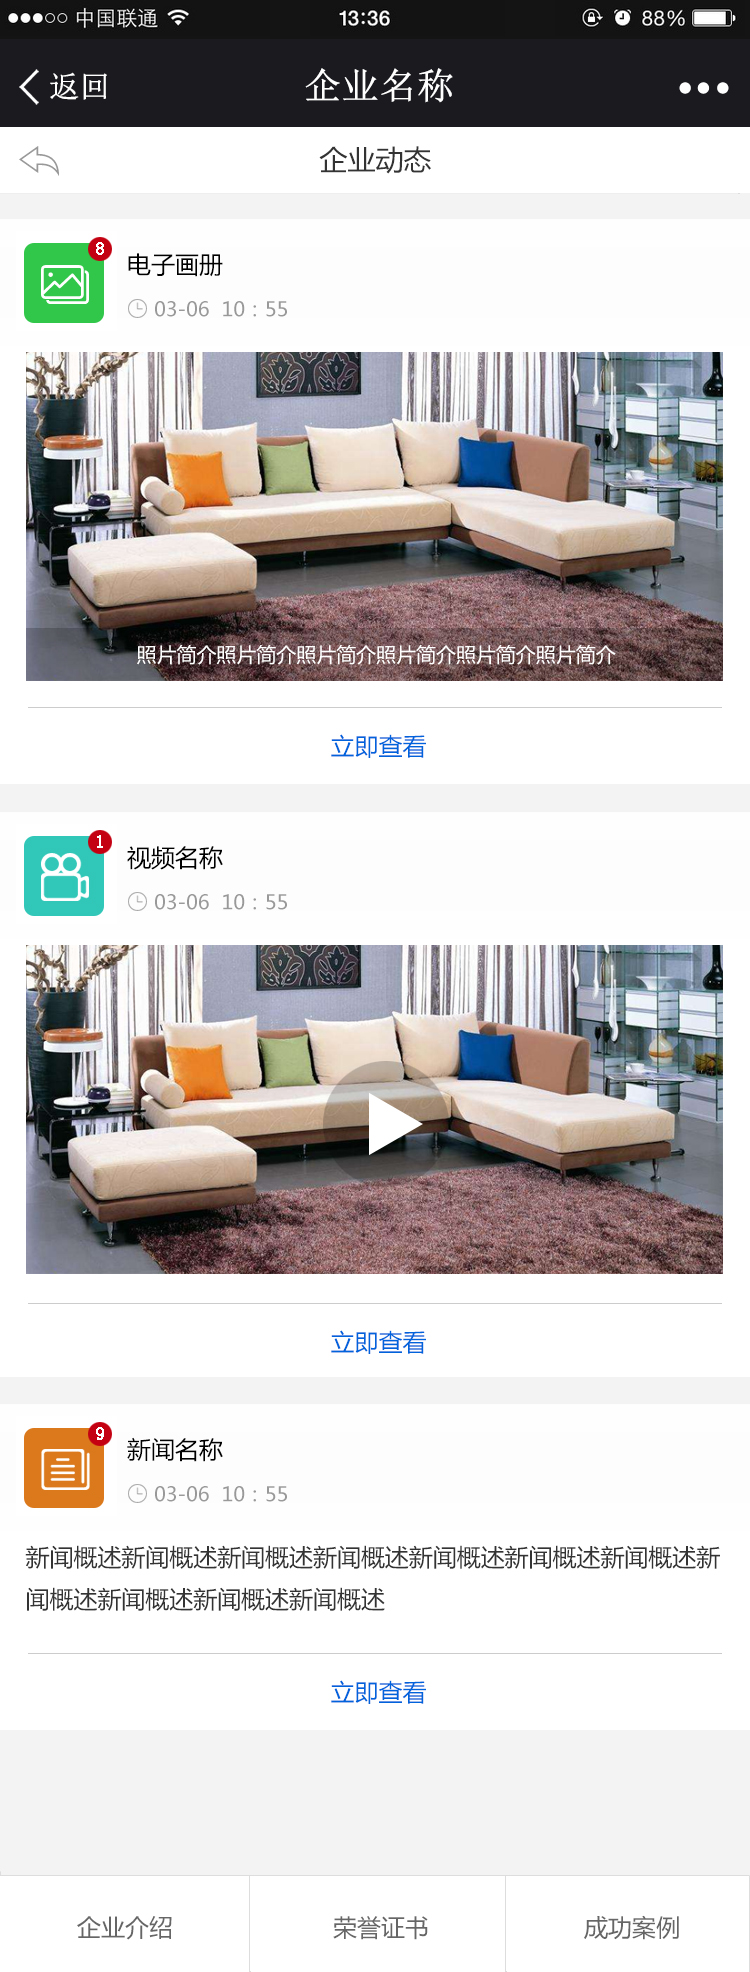 中国联通 13:36 88%
返回 企业名称
企业动态
8
电子画册
03-06 10 : 55
照片简介照片简介照片简介照片简介照片简介照片简介
立即查看
1
视频名称
03-06 10 : 55
立即查看
9
新闻名称
03-06 10 : 55
新闻概述新闻概述新闻概述新闻概述新闻概述新闻概述新闻概述新
闻概述新闻概述新闻概述新闻概述
立即查看
企业介绍 荣誉证书 成功案例